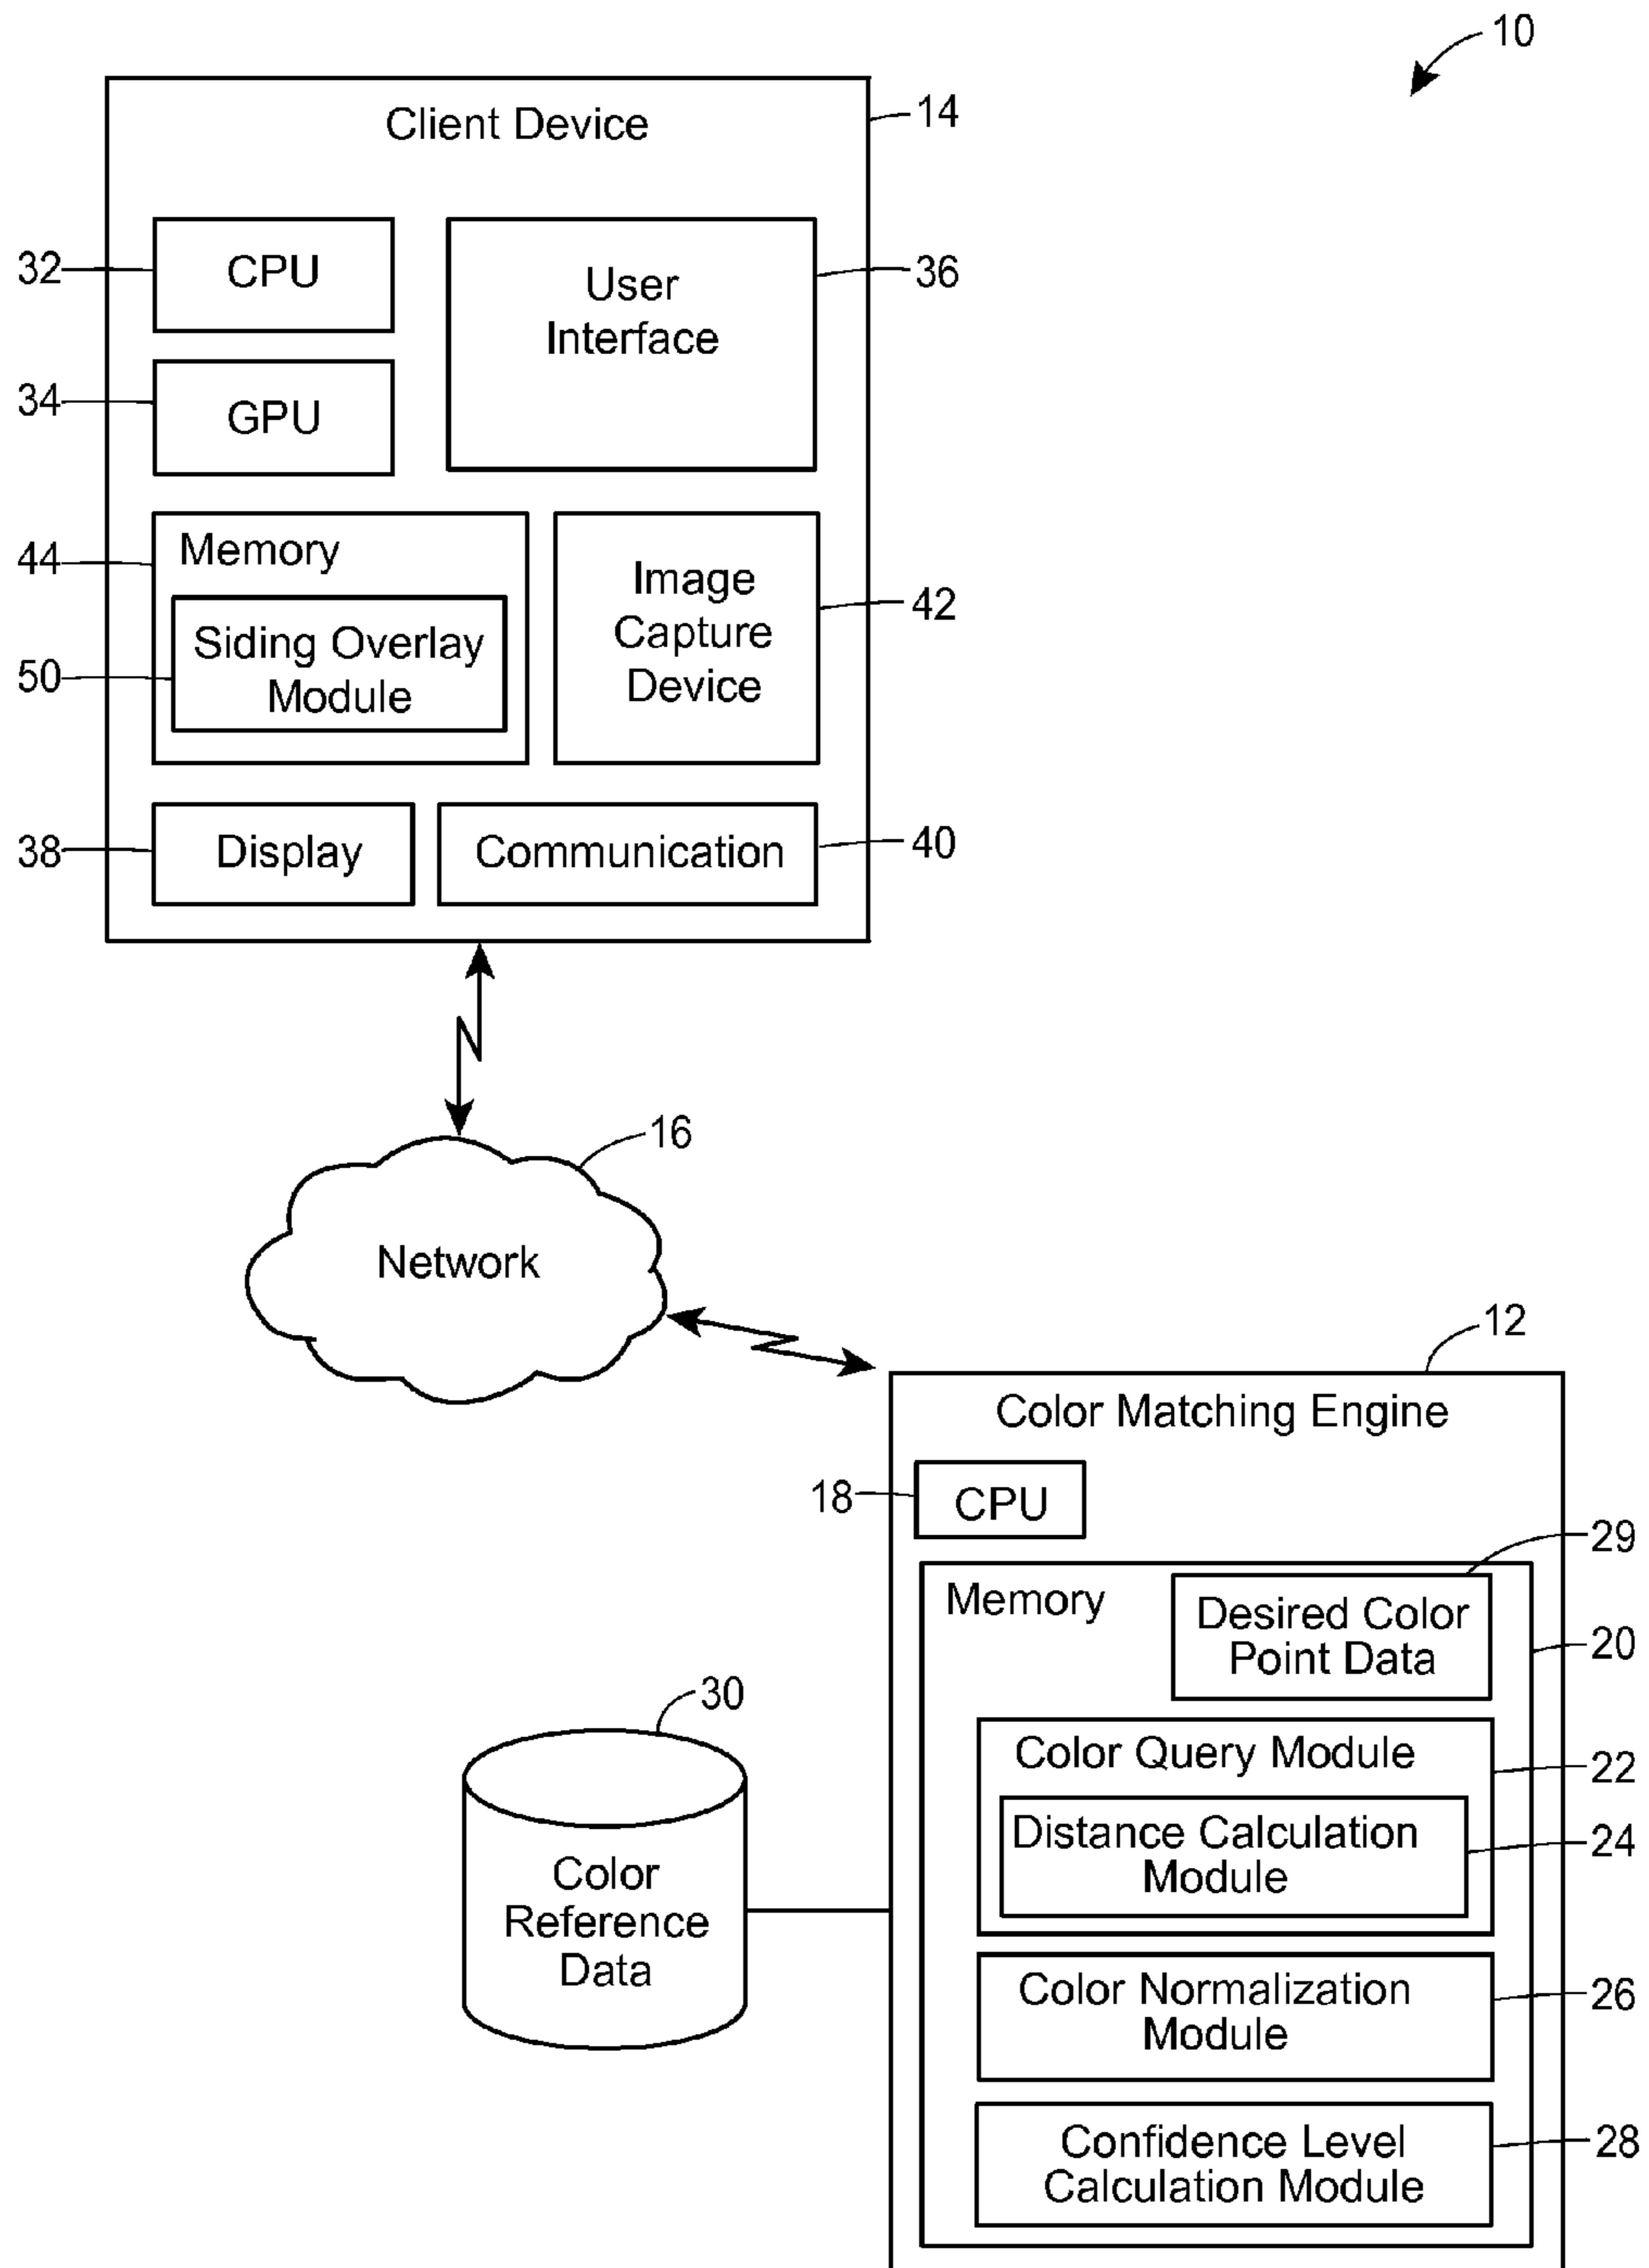 10
Client Device
14
32
CPU
User
Interface
36
34
GPU
44
Memory
Siding Overlay
Module
50
Image
Capture
Device
42
38
Display
Communication
40
16
Network
12
Color Matching Engine
18
CPU
29
Memory
Desired Color
Point Data
20
30
Color Query Module
22
Distance Calculation
Module
24
Color
Reference
Data
Color Normalization
Module
26
Confidence Level
Calculation Module
28